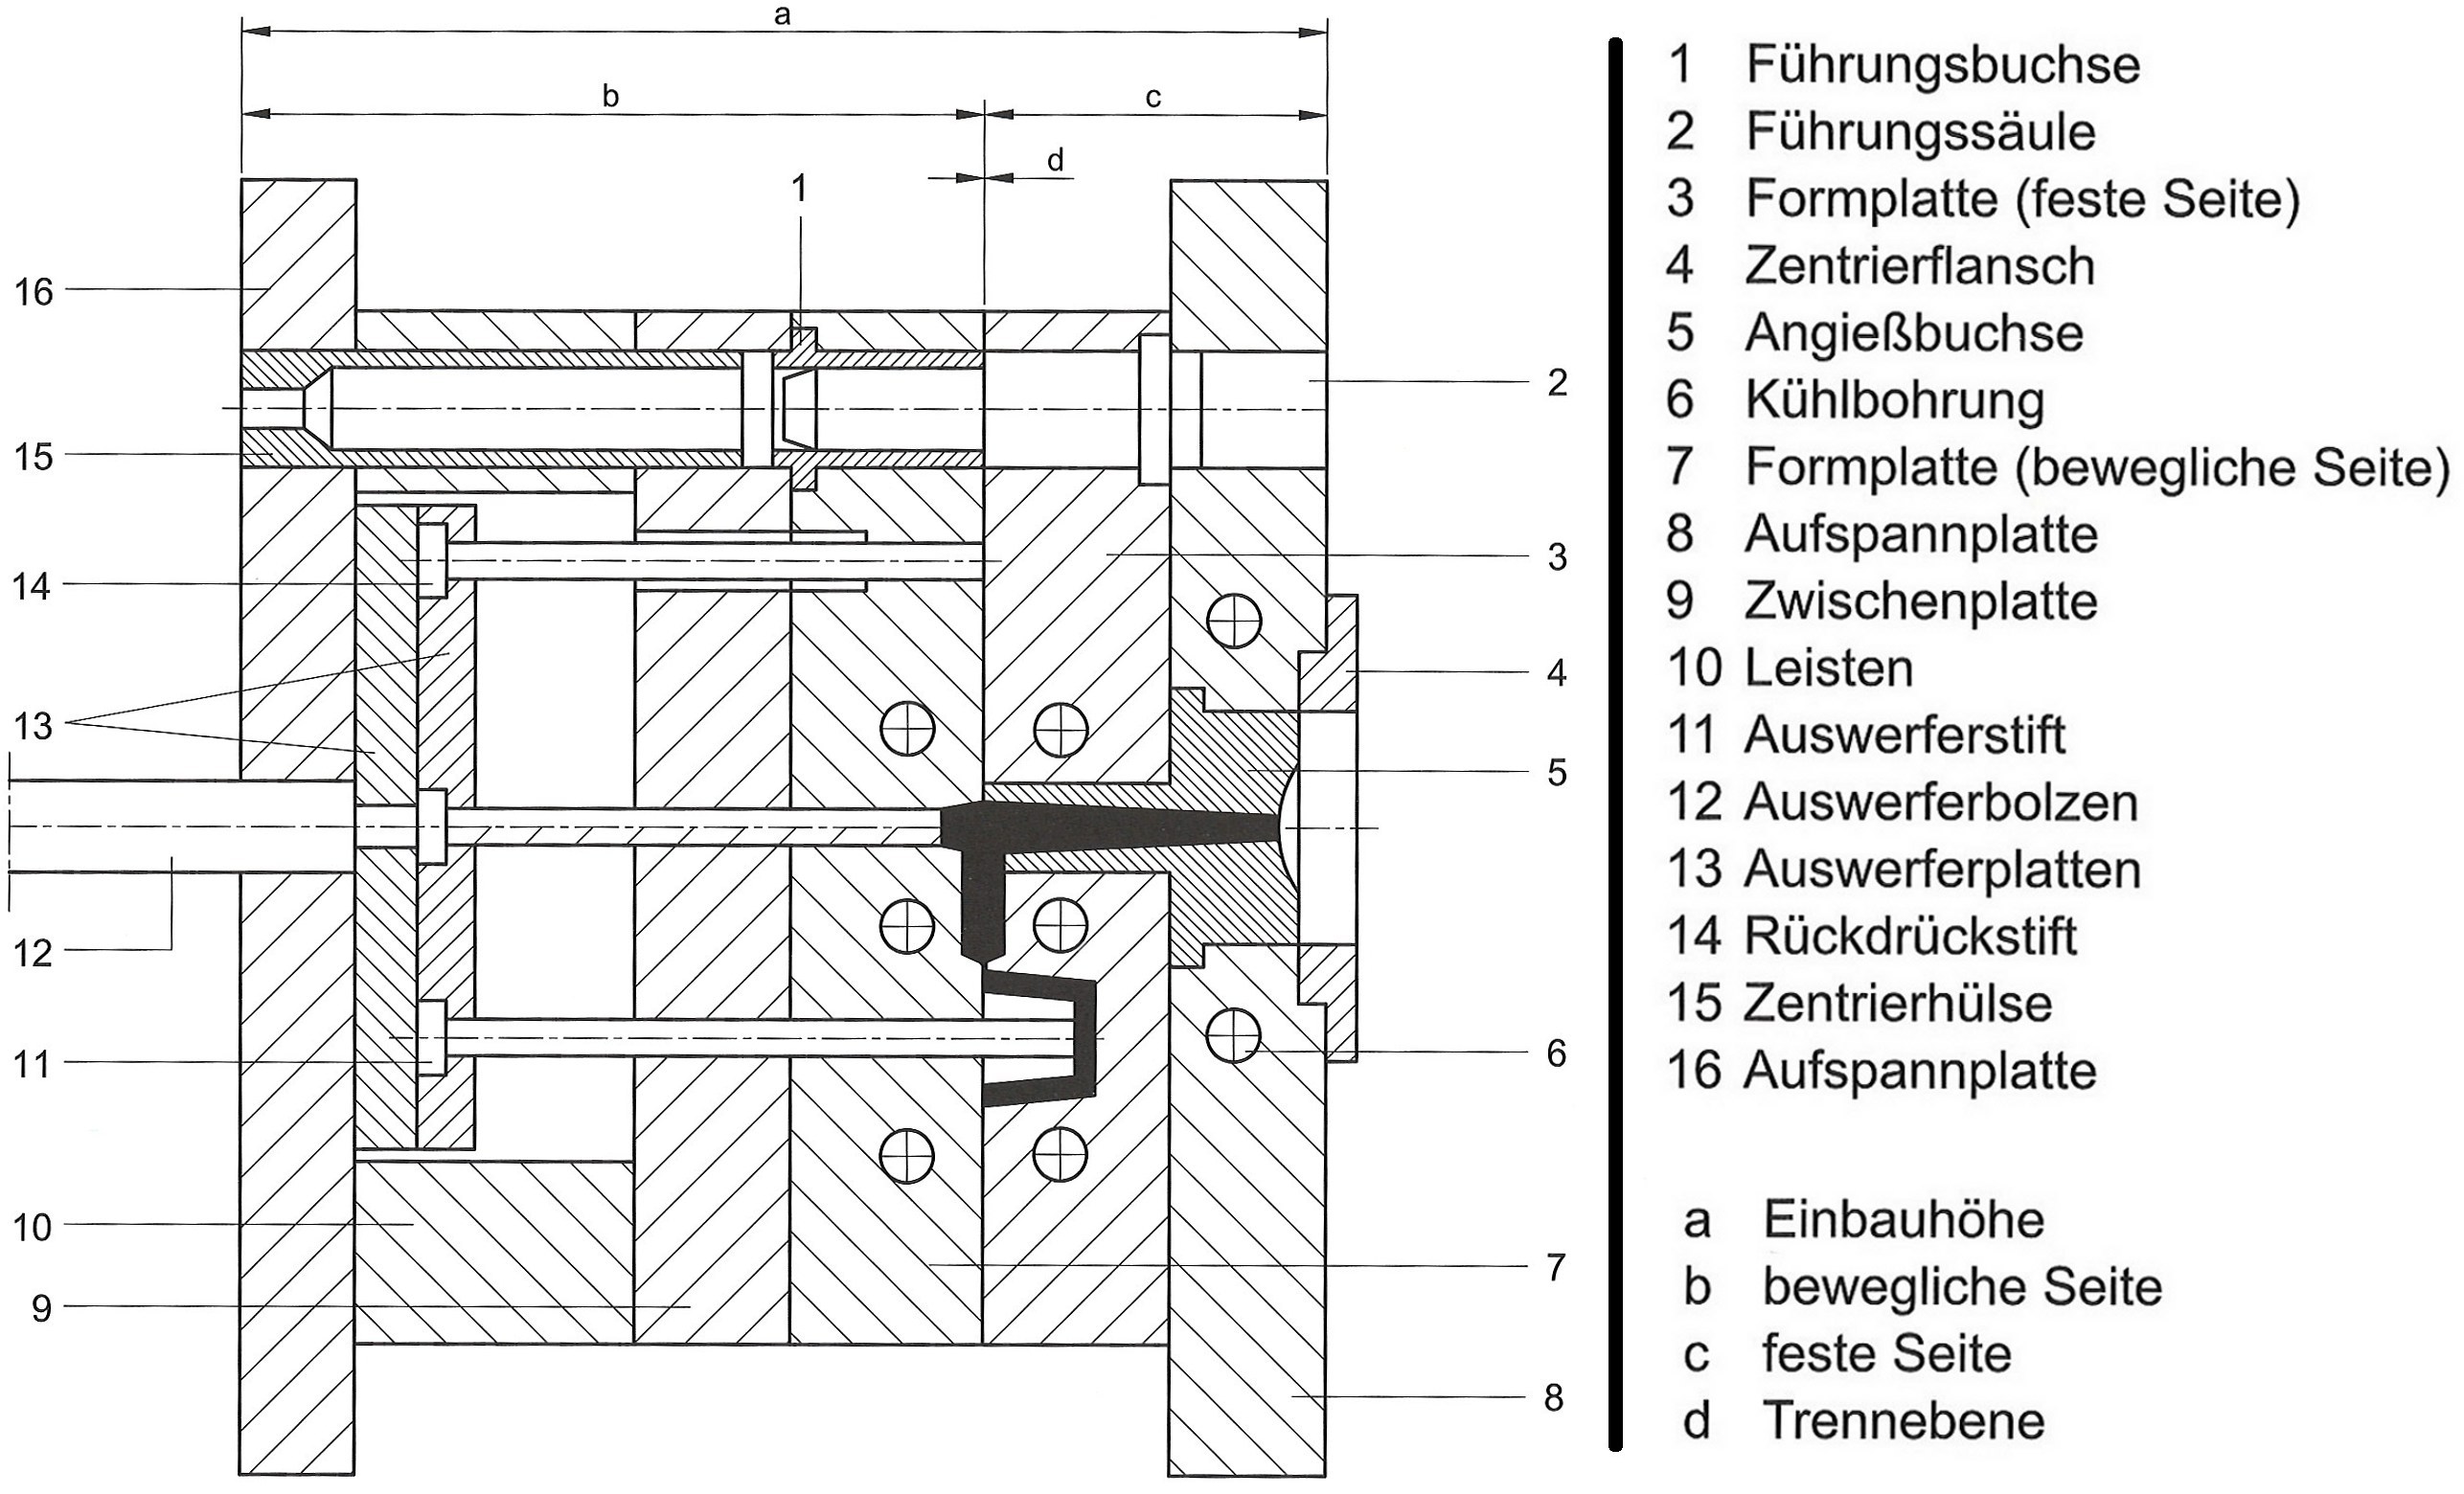 a
b
c
d
1
16
15
14
13
12
11
10
9
2
3
4
5
6
7
8
1 Führungsbuchse
2 Führungssäule
3 Formplatte (feste Seite)
4 Zentrierflansch
5 Angießbuchse
6 Kühlbohrung
7 Formplatte (bewegliche Seite)
8 Aufspannplatte
9 Zwischenplatte
10 Leisten
11 Auswerferstift
12 Auswerferbolzen
13 Auswerferplatten
14 Rückdrückstift
15 Zentrierhülse
16 Aufspannplatte
a Einbauhöhe
b bewegliche Seite
c feste Seite
d Trennebene